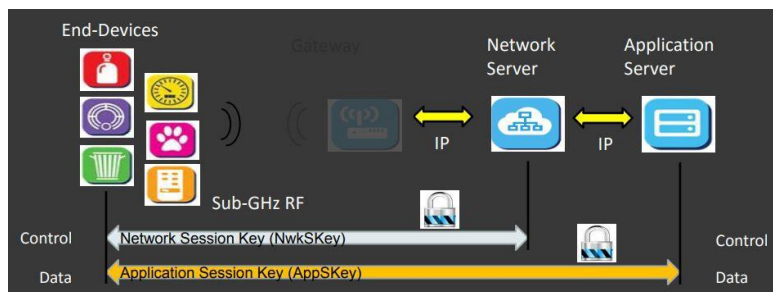 End-Devices
Gateway
Network
Server
Application
Server
IP
IP
Sub-GHz RF
Control
Network Session Key (NwkSKey)
Control
Data
Application Session Key (AppSKey)
Data